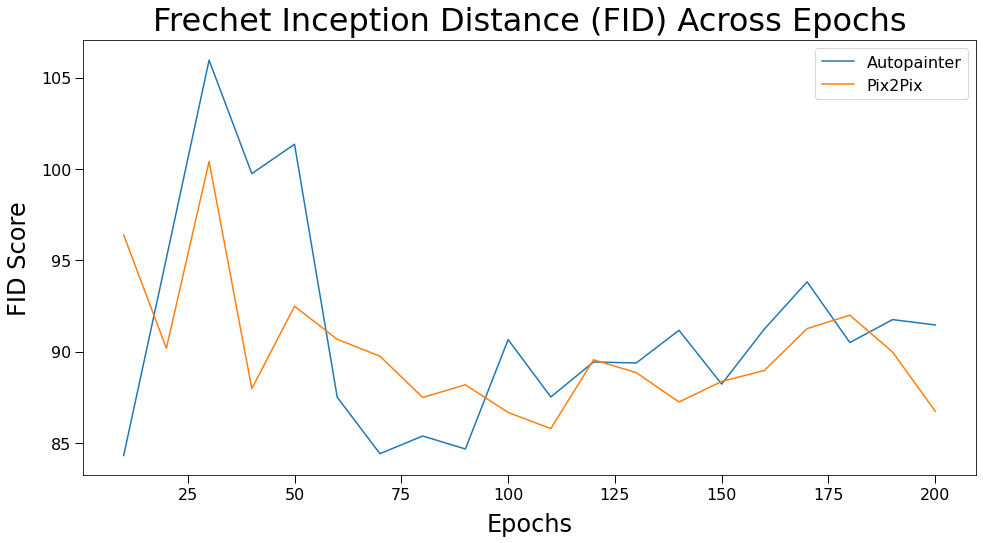 Frechet Inception Distance (FID) Across Epochs
Autopainter
Pix2Pix
FID Score
105
100
95
90
85
25 50 75 100 125 150 175 200
Epochs